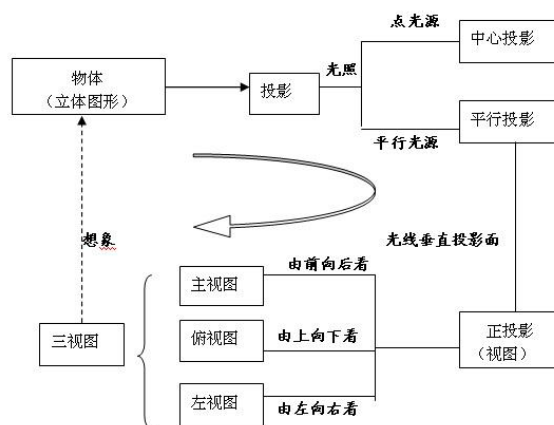 点光源
中心投影
物体
（立体图形）
光照
投影
平行投影
平行光源
想象
光线垂直投影面
由前向后看
主视图
三视图
俯视图
由上向下看
正投影
（视图）
左视图
由左向右看